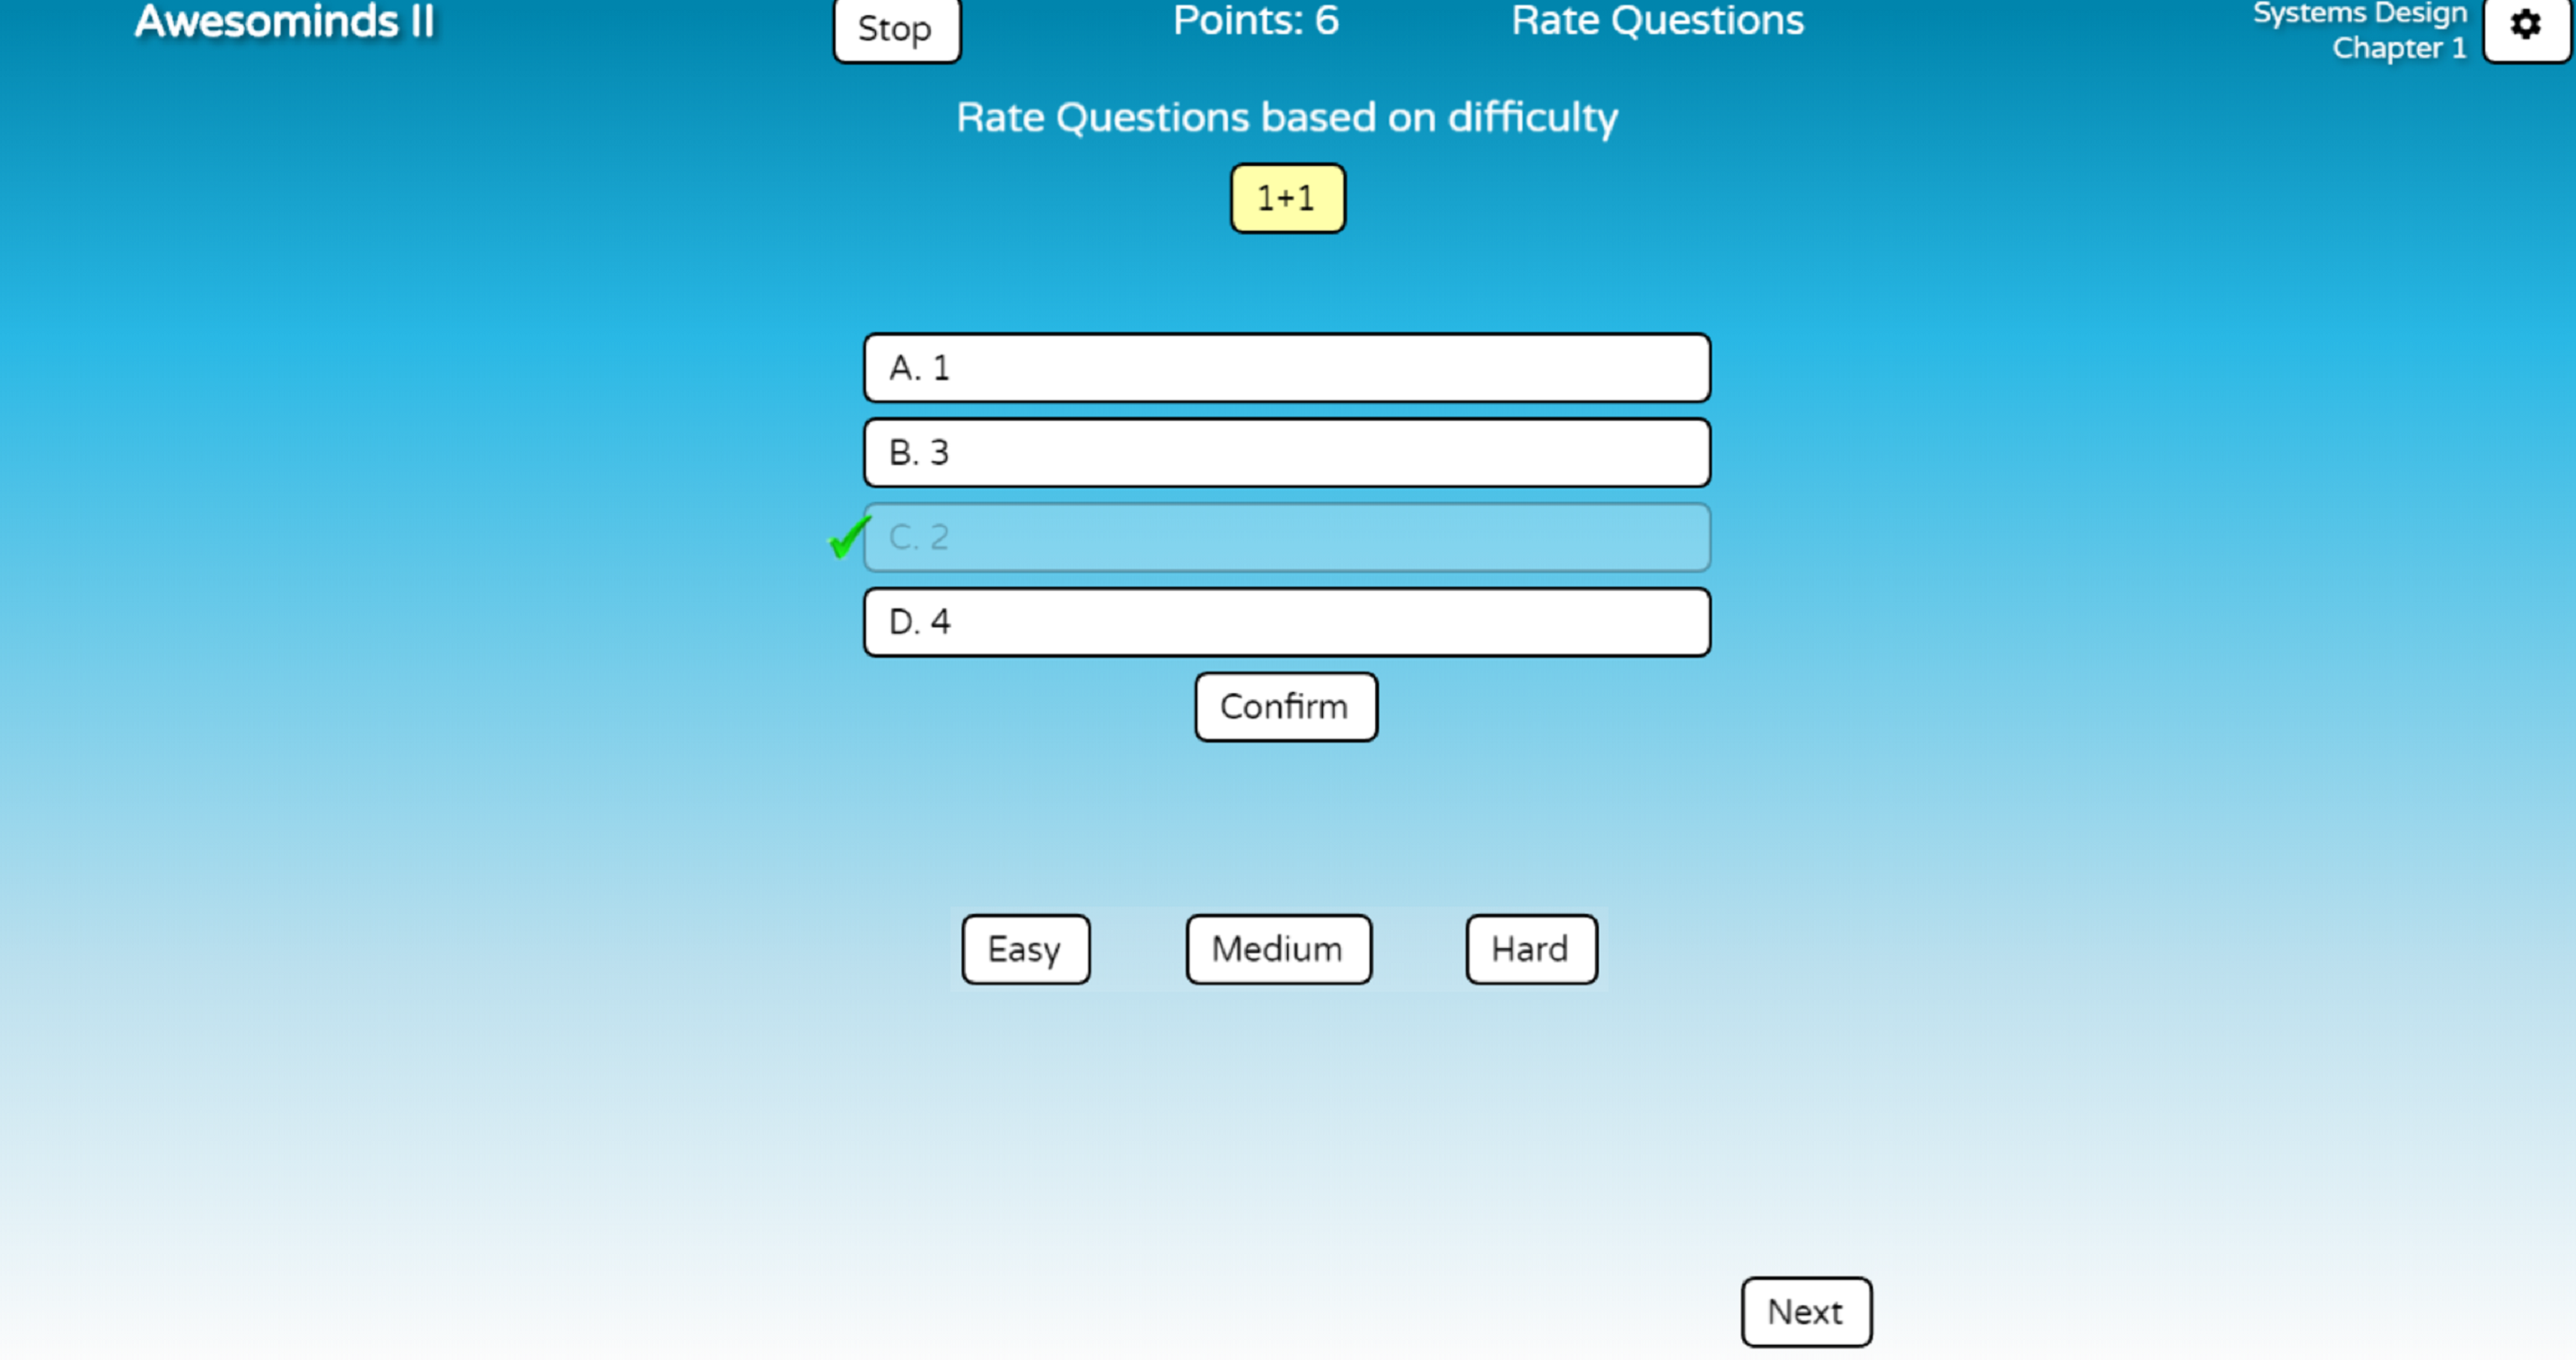 Awesominds II
Stop
Points: 6
Rate Questions
Systems Design
Chapter 1
Rate Questions based on difficulty
1+1
A. 1
B. 3
C. 2
D. 4
Confirm
Easy
Medium
Hard
Next